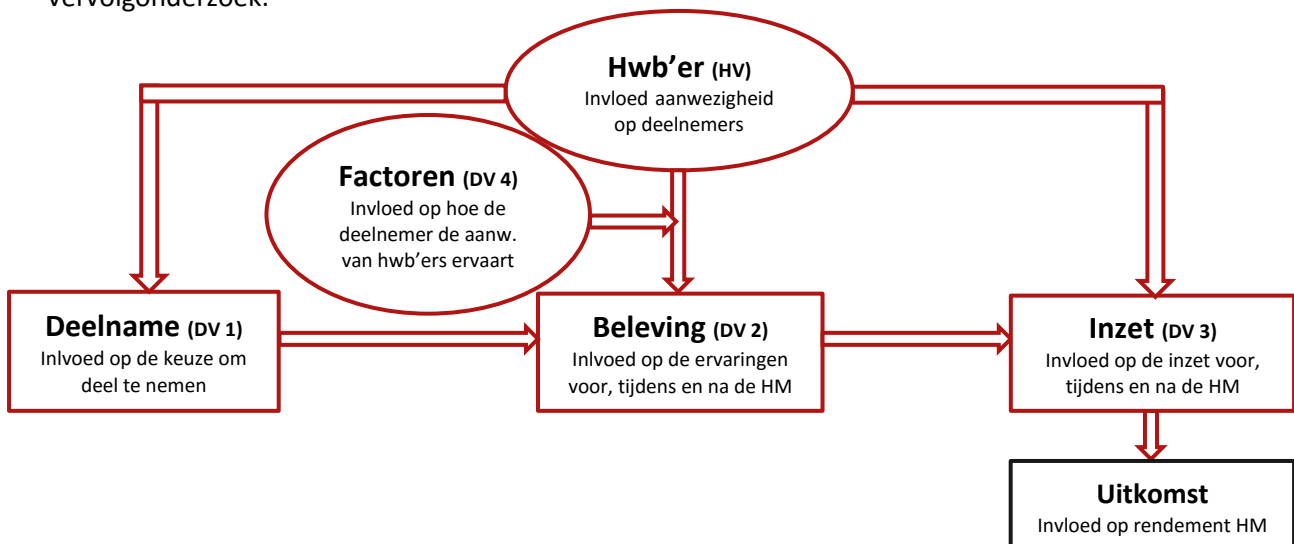 vervolgonderzoek.
Hwb’er (HV)
Invloed aanwezigheid
op deelnemers
Factoren (DV 4)
Invloed op hoe de
deelnemer de aanw.
van hwb’ers ervaart
Deelname (DV 1)
Inlvoed op de keuze om
deel te nemen
Beleving (DV 2)
Inlvoed op de ervaringen
voor, tijdens en na de HM
Inzet (DV 3)
Invloed op de inzet voor,
tijdens en na de HM
Uitkomst
Invloed op rendement HM